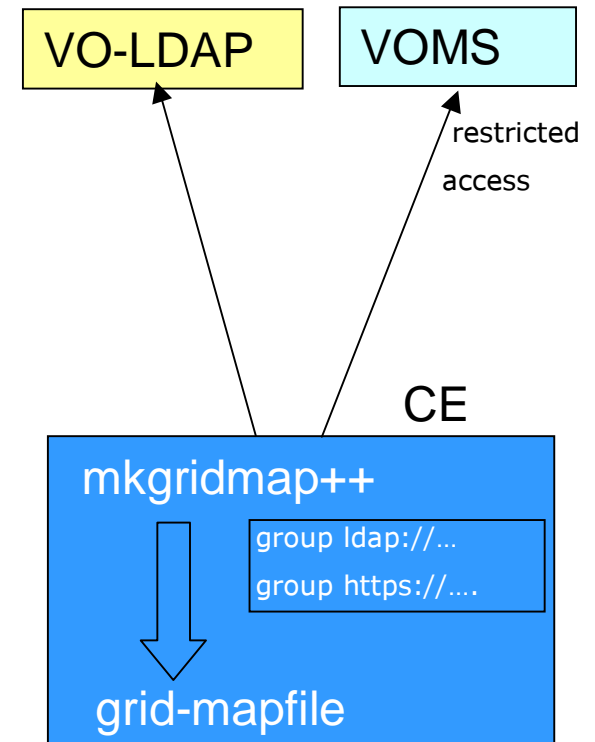 VO-LDAP
VOMS
restricted
access
CE
mkgridmap++
group ldap://...
group https://....
grid-mapfile